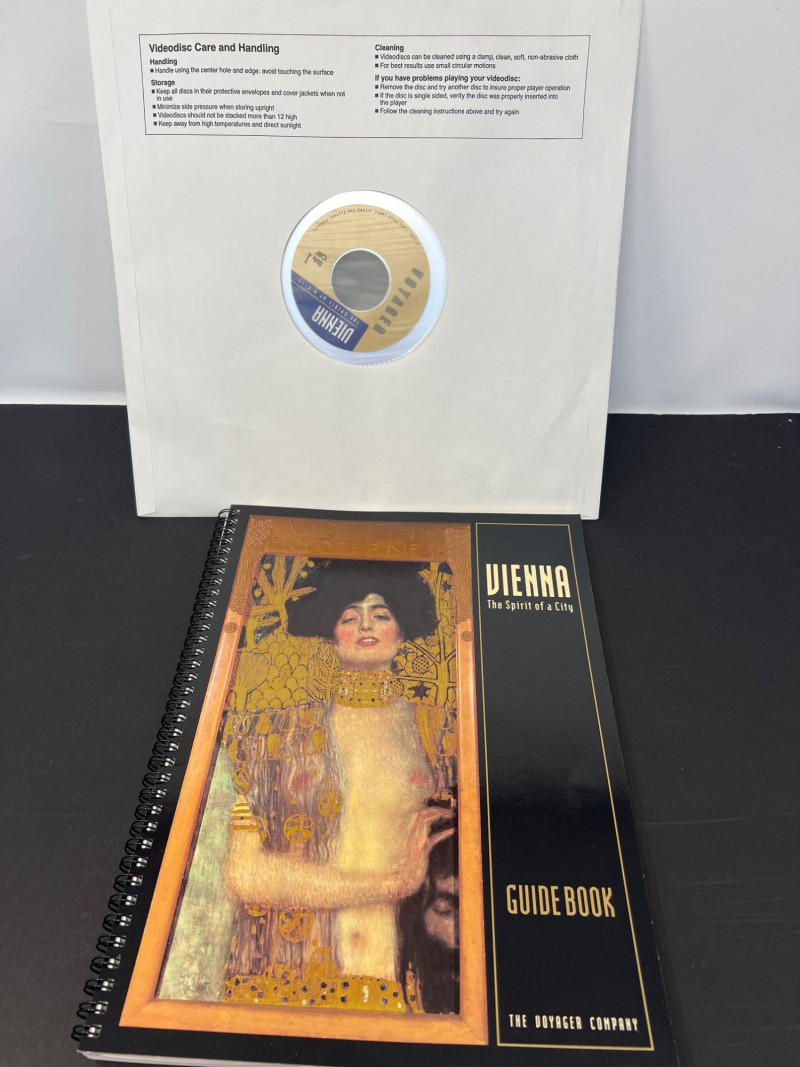 Videodisc Care and Handling
Handling
■ Handle using the center hole and edge: avoid touching the surface
Storage
■ Keep all discs in their protective envelopes and cover jackets when not
in use
■ Minimize side pressure when storing upright
■ Videodiscs should not be stacked more than 12 high
■ Keep away from high temperatures and direct sunlight
Cleaning
■ Videodiscs can be cleaned using a damp, clean, soft, non-abrasive cloth
■ For best results use small circular motions
If you have problems playing your videodisc:
■ Remove the disc and try another disc to insure proper player operation
■ If the disc is single sided, verify the disc was properly inserted into
the player
■ Follow the cleaning instructions above and try again
VOYAGER
VIENNA
THE SPIRIT OF A CITY
VIENNA
The Spirit of a City
GUIDE BOOK
THE VOYAGER COMPANY